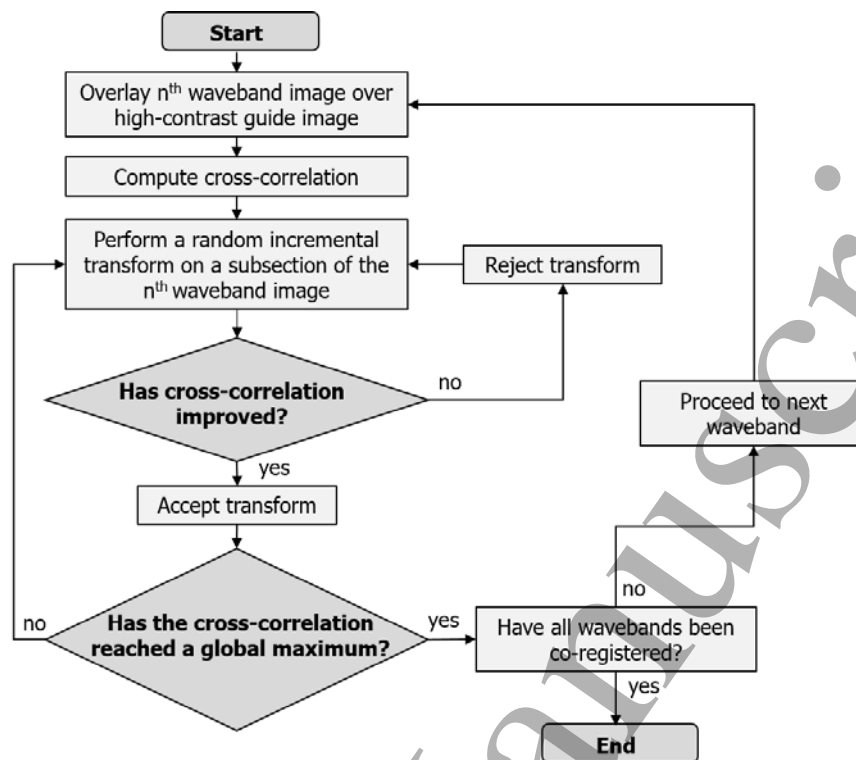 Start
Overlay nth waveband image over
high-contrast guide image
Compute cross-correlation
Perform a random incremental
transform on a subsection of the
nth waveband image
Reject transform
Has cross-correlation
improved?
no
yes
Accept transform
Has the cross-correlation
reached a global maximum?
no
yes
Have all wavebands been
co-registered?
no
Proceed to next
waveband
yes
End
anuscr